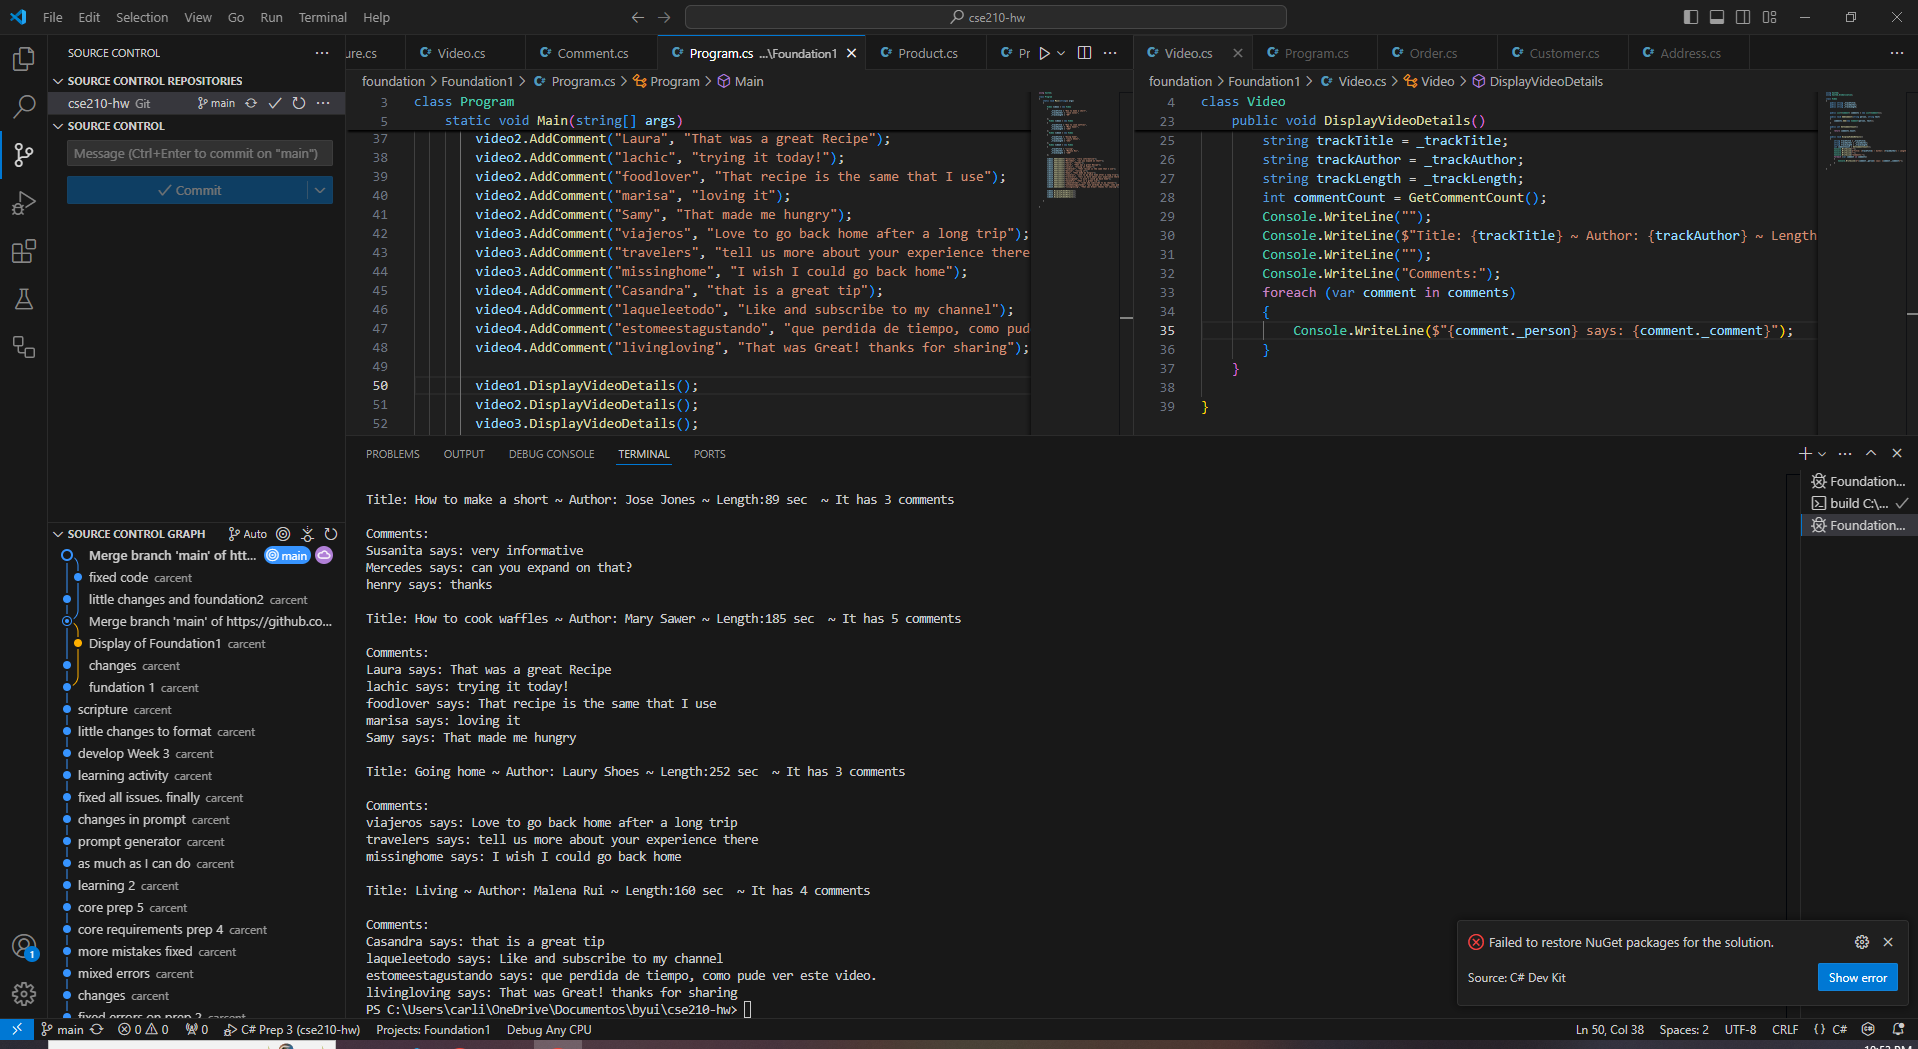 File Edit Selection View Go Run Terminal Help
cse210-hw
SOURCE CONTROL
SOURCE CONTROL REPOSITORIES
cse210-hw Git main
SOURCE CONTROL
Message (Ctrl+Enter to commit on "main")
Commit
SOURCE CONTROL GRAPH Auto
Merge branch 'main' of htt... main
fixed code carcent
little changes and foundation2 carcent
Merge branch 'main' of https://github.co...
Display of Foundation1 carcent
changes carcent
fundation 1 carcent
scripture carcent
little changes to format carcent
develop Week 3 carcent
learning activity carcent
fixed all issues. finally carcent
changes in prompt carcent
prompt generator carcent
as much as I can do carcent
learning 2 carcent
core prep 5 carcent
core requirements prep 4 carcent
more mistakes fixed carcent
mixed errors carcent
changes carcent
fixed errors on prep 2 carcent
1
ure.cs Video.cs Comment.cs Program.cs ...\Foundation1 Product.cs Pr
foundation > Foundation1 > Program.cs > Program > Main
3 class Program
5 static void Main(string[] args)
37 video2.AddComment("Laura", "That was a great Recipe");
38 video2.AddComment("lachic", "trying it today!");
39 video2.AddComment("foodlover", "That recipe is the same that I use");
40 video2.AddComment("marisa", "loving it");
41 video2.AddComment("Samy", "That made me hungry");
42 video3.AddComment("viajeros", "Love to go back home after a long trip");
43 video3.AddComment("travelers", "tell us more about your experience there
44 video3.AddComment("missinghome", "I wish I could go back home");
45 video4.AddComment("Casandra", "that is a great tip");
46 video4.AddComment("laqueleetodo", "Like and subscribe to my channel");
47 video4.AddComment("estomeestagustando", "que perdida de tiempo, como pud
48 video4.AddComment("livingloving", "That was Great! thanks for sharing");
49
50 video1.DisplayVideoDetails();
51 video2.DisplayVideoDetails();
52 video3.DisplayVideoDetails();
Video.cs Program.cs Order.cs Customer.cs Address.cs
foundation > Foundation1 > Video.cs > Video > DisplayVideoDetails
4 class Video
23 public void DisplayVideoDetails()
25 string trackTitle = _trackTitle;
26 string trackAuthor = _trackAuthor;
27 string trackLength = _trackLength;
28 int commentCount = GetCommentCount();
29 Console.WriteLine("");
30 Console.WriteLine($"Title: {trackTitle} ~ Author: {trackAuthor} ~ Length
31 Console.WriteLine("");
32 Console.WriteLine("Comments:");
33 foreach (var comment in comments)
34 {
35 Console.WriteLine($"{comment._person} says: {comment._comment}");
36 }
37 }
38
39 }
PROBLEMS OUTPUT DEBUG CONSOLE TERMINAL PORTS
Title: How to make a short ~ Author: Jose Jones ~ Length:89 sec  ~ It has 3 comments
Comments:
Susanita says: very informative
Mercedes says: can you expand on that?
henry says: thanks
Title: How to cook waffles ~ Author: Mary Sawer ~ Length:185 sec  ~ It has 5 comments
Comments:
Laura says: That was a great Recipe
lachic says: trying it today!
foodlover says: That recipe is the same that I use
marisa says: loving it
Samy says: That made me hungry
Title: Going home ~ Author: Laury Shoes ~ Length:252 sec  ~ It has 3 comments
Comments:
viajeros says: Love to go back home after a long trip
travelers says: tell us more about your experience there
missinghome says: I wish I could go back home
Title: Living ~ Author: Malena Rui ~ Length:160 sec  ~ It has 4 comments
Comments:
Casandra says: that is a great tip
laqueleetodo says: Like and subscribe to my channel
estomeestagustando says: que perdida de tiempo, como pude ver este video.
livingloving says: That was Great! thanks for sharing
PS C:\Users\carli\OneDrive\Documentos\byui\cse210-hw>
Foundation...
build C:\...
Foundation...
Failed to restore NuGet packages for the solution.
Source: C# Dev Kit
Show error
main 0 0 0 C# Prep 3 (cse210-hw) Projects: Foundation1 Debug Any CPU
Ln 50, Col 38 Spaces: 2 UTF-8 CRLF {} C#